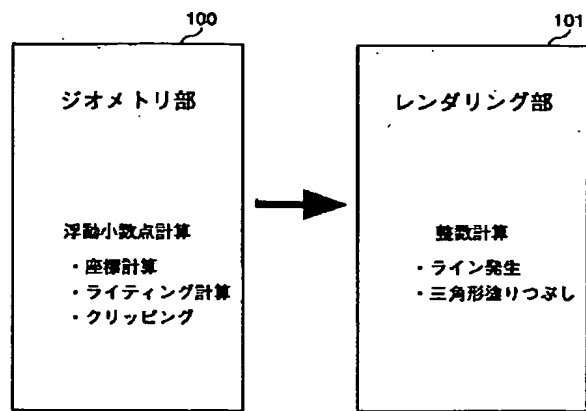 100
ジオメトリ部
浮動小数点計算
・座標計算
・ライティング計算
・クリッピング
101
レンダリング部
整数計算
・ライン発生
・三角形塗りつぶし